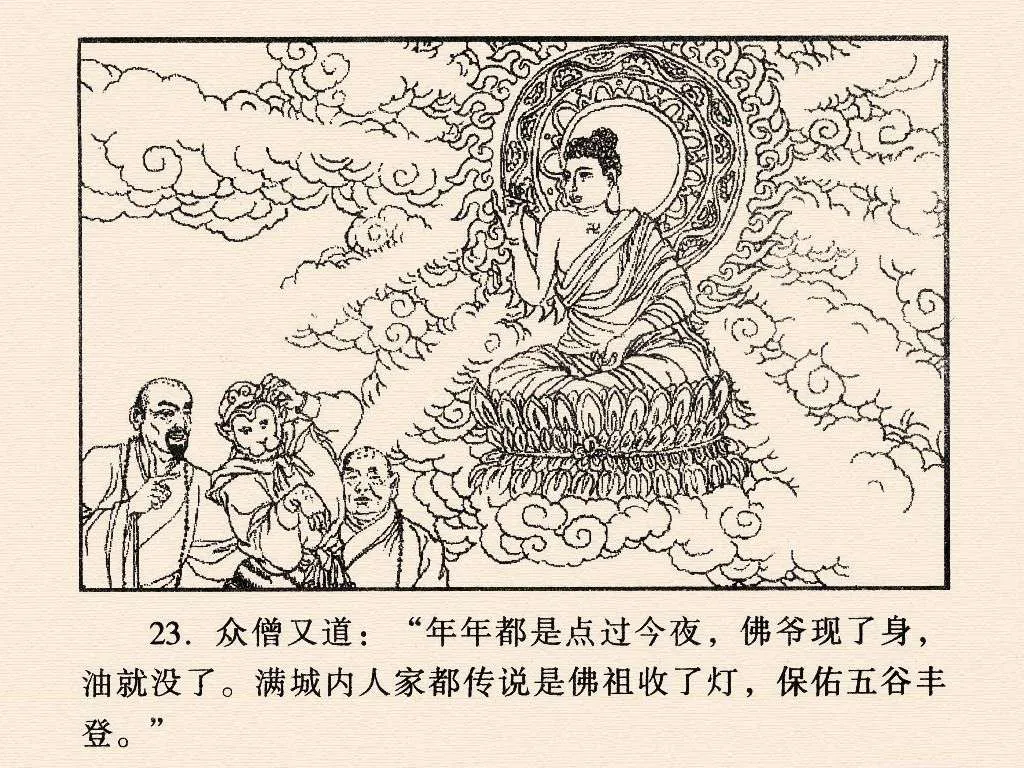 23. 众僧又道：“年年都是点过今夜，佛爷现了身，
油就没了。满城内人家都传说是佛祖收了灯，保佑五谷丰
登。”
卐